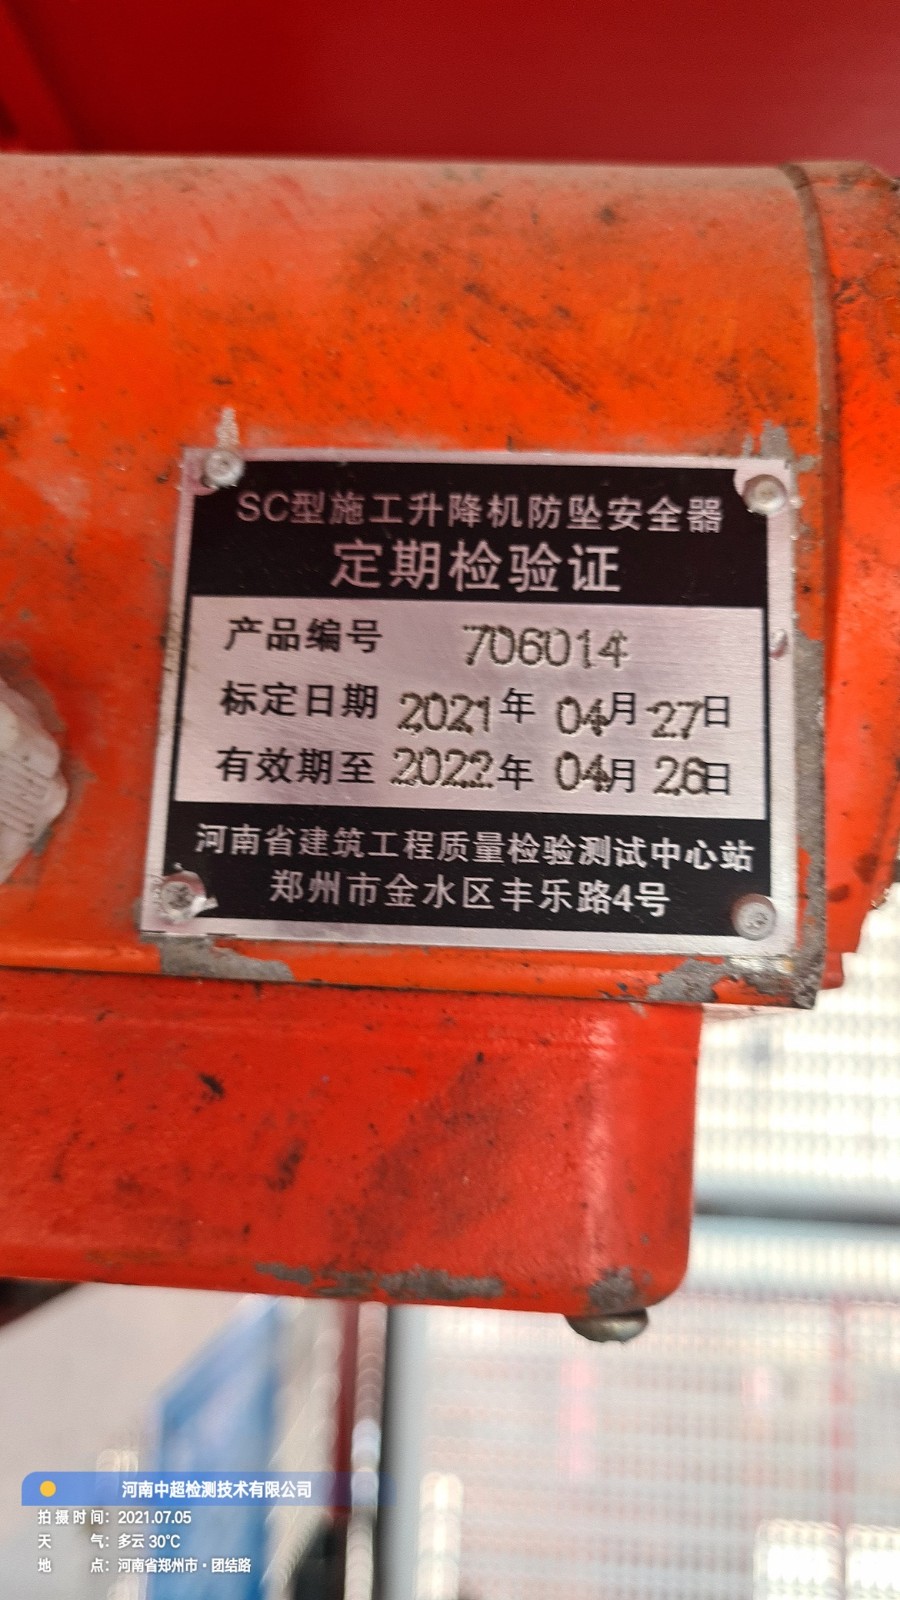 SC型施工升降机防坠安全器
定期检验证
产品编号 706014
标定日期 2021年 04月 27日
有效期至 2022年 04月 26日
河南省建筑工程质量检验测试中心站
郑州市金水区丰乐路4号
河南中超检测技术有限公司
拍摄时间：2021.07.05
天 气：多云 30℃
地 点：河南省郑州市·团结路